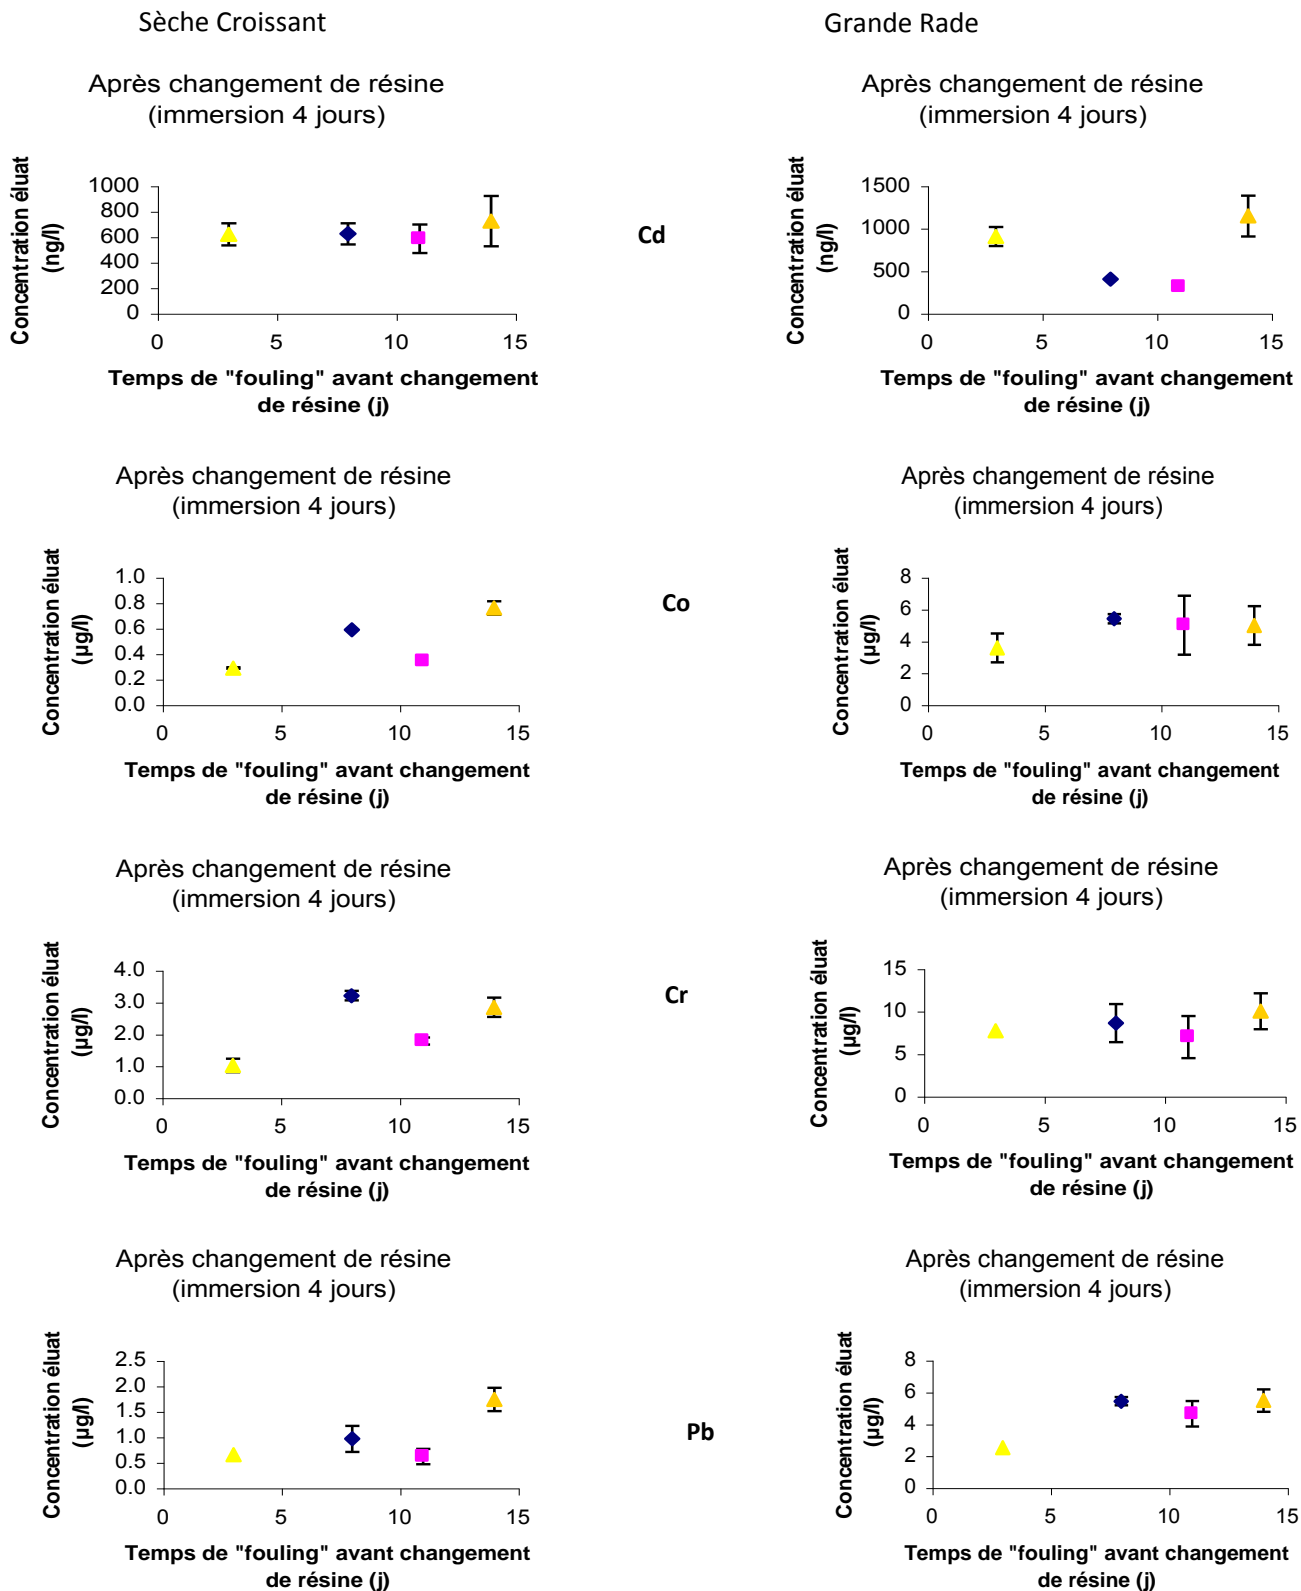 Sèche Croissant
Grande Rade
Après changement de résine
(immersion 4 jours)
Concentration éluat
(ng/l)
1000
800
600
400
200
0
0 5 10 15
Temps de "fouling" avant changement
de résine (j)
Cd
Après changement de résine
(immersion 4 jours)
Concentration éluat
(ng/l)
1500
1000
500
0
0 5 10 15
Temps de "fouling" avant changement
de résine (j)
Après changement de résine
(immersion 4 jours)
Concentration éluat
(µg/l)
1.0
0.8
0.6
0.4
0.2
0.0
0 5 10 15
Temps de "fouling" avant changement
de résine (j)
Co
Après changement de résine
(immersion 4 jours)
Concentration éluat
(µg/l)
8
6
4
2
0
0 5 10 15
Temps de "fouling" avant changement
de résine (j)
Après changement de résine
(immersion 4 jours)
Concentration éluat
(µg/l)
4.0
3.0
2.0
1.0
0.0
0 5 10 15
Temps de "fouling" avant changement
de résine (j)
Cr
Après changement de résine
(immersion 4 jours)
Concentration éluat
(µg/l)
15
10
5
0
0 5 10 15
Temps de "fouling" avant changement
de résine (j)
Après changement de résine
(immersion 4 jours)
Concentration éluat
(µg/l)
2.5
2.0
1.5
1.0
0.5
0.0
0 5 10 15
Temps de "fouling" avant changement
de résine (j)
Pb
Après changement de résine
(immersion 4 jours)
Concentration éluat
(µg/l)
8
6
4
2
0
0 5 10 15
Temps de "fouling" avant changement
de résine (j)